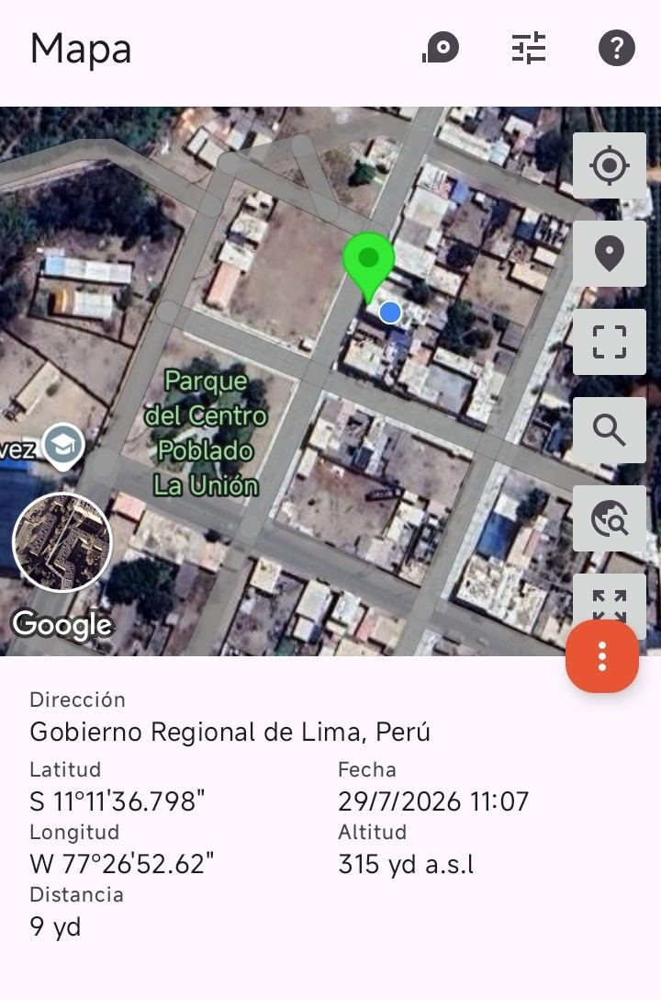 Mapa
Parque
del Centro
Poblado
La Unión
vez
Google
Dirección
Gobierno Regional de Lima, Perú
Latitud
S 11°11'36.798"
Fecha
29/7/2026 11:07
Longitud
W 77°26'52.62"
Altitud
315 yd a.s.l
Distancia
9 yd